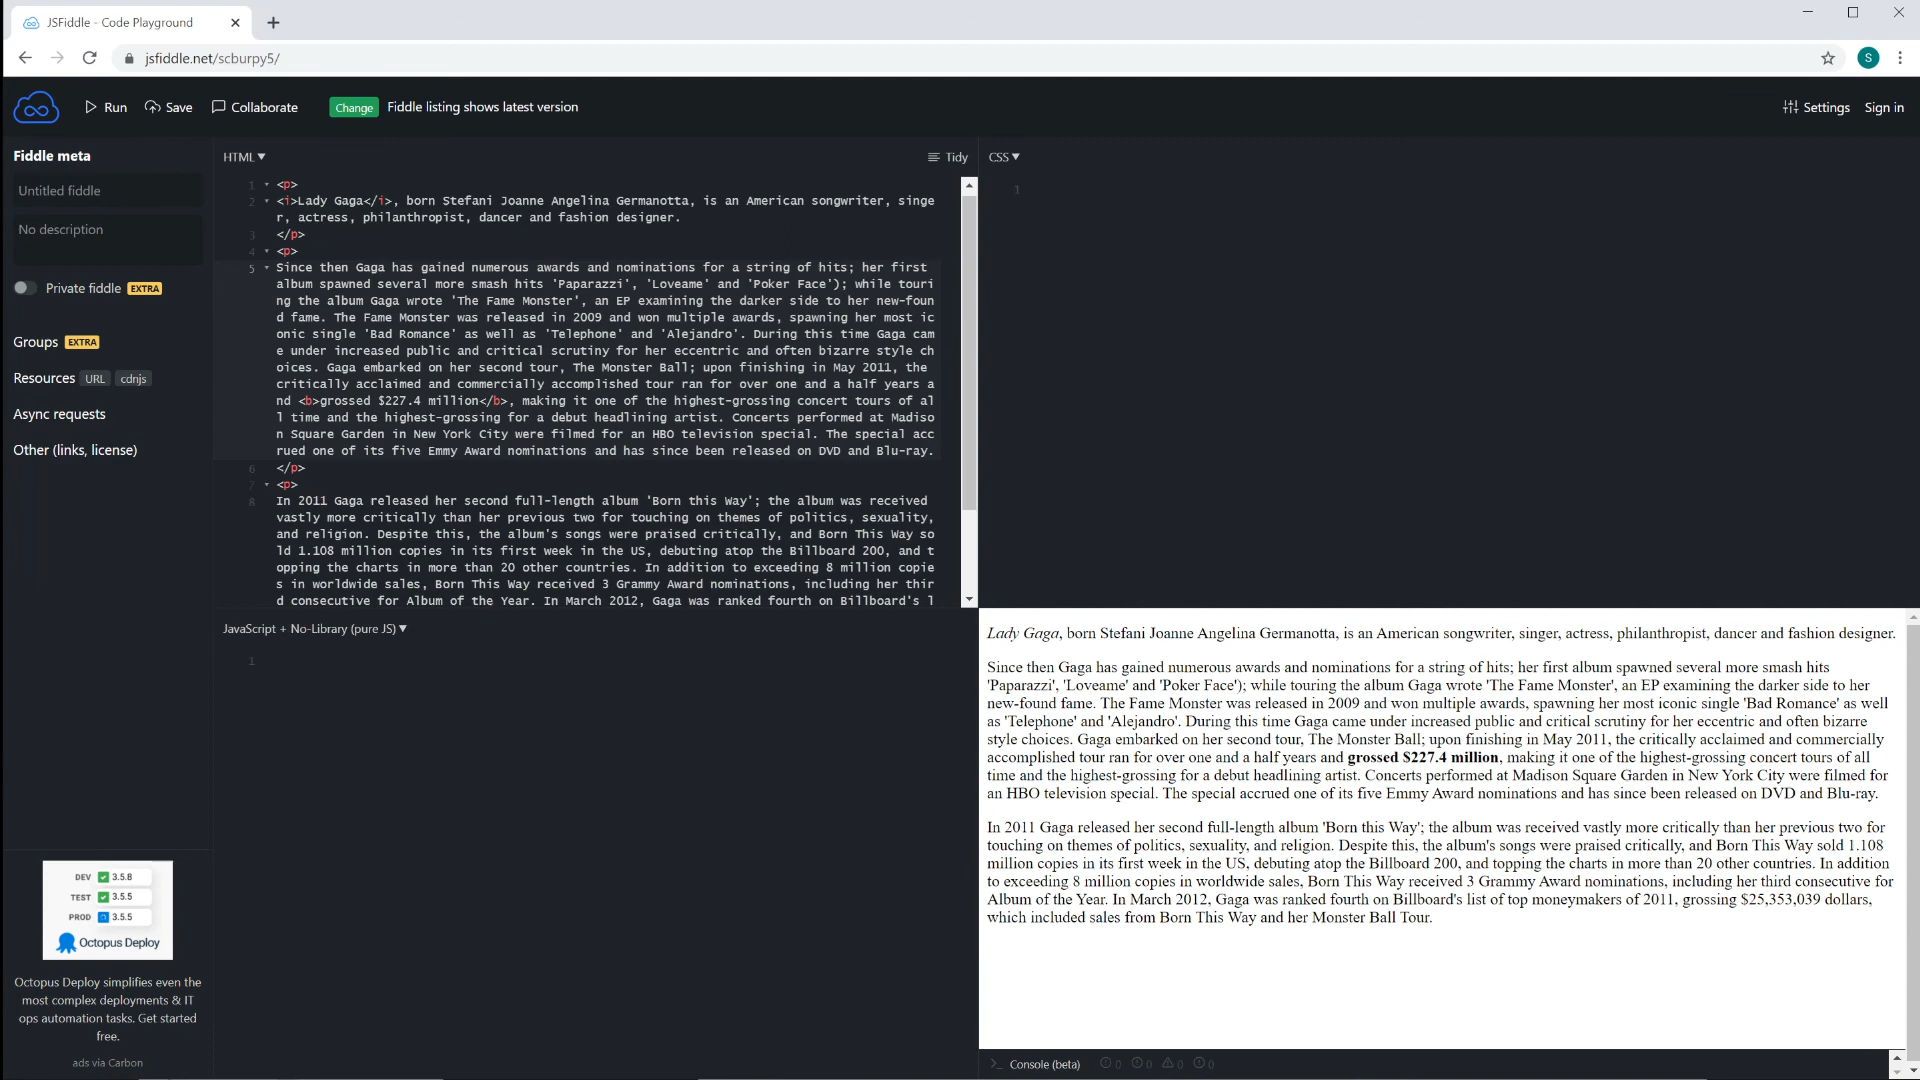 JSFiddle - Code Playground
jsfiddle.net/scburpy5/
S
Run
Save
Collaborate
Change
Fiddle listing shows latest version
Settings
Sign in
Fiddle meta
Untitled fiddle
No description
Private fiddle EXTRA
Groups EXTRA
Resources URL cdnjs
Async requests
Other (links, license)
DEV 3.5.8
TEST 3.5.5
PROD 3.5.5
Octopus Deploy
Octopus Deploy simplifies even the
most complex deployments & IT
ops automation tasks. Get started
free.
ads via Carbon
HTML
Tidy
1 <p>
2 <i>Lady Gaga</i>, born Stefani Joanne Angelina Germanotta, is an American songwriter, singe
r, actress, philanthropist, dancer and fashion designer.
3 </p>
4 <p>
5 Since then Gaga has gained numerous awards and nominations for a string of hits; her first
album spawned several more smash hits 'Paparazzi', 'Loveame' and 'Poker Face'); while touri
ng the album Gaga wrote 'The Fame Monster', an EP examining the darker side to her new-foun
d fame. The Fame Monster was released in 2009 and won multiple awards, spawning her most ic
onic single 'Bad Romance' as well as 'Telephone' and 'Alejandro'. During this time Gaga cam
e under increased public and critical scrutiny for her eccentric and often bizarre style ch
oices. Gaga embarked on her second tour, The Monster Ball; upon finishing in May 2011, the
critically acclaimed and commercially accomplished tour ran for over one and a half years a
nd <b>grossed $227.4 million</b>, making it one of the highest-grossing concert tours of al
l time and the highest-grossing for a debut headlining artist. Concerts performed at Madiso
n Square Garden in New York City were filmed for an HBO television special. The special acc
rued one of its five Emmy Award nominations and has since been released on DVD and Blu-ray.
6 </p>
7 <p>
8 In 2011 Gaga released her second full-length album 'Born this Way'; the album was received
vastly more critically than her previous two for touching on themes of politics, sexuality,
and religion. Despite this, the album's songs were praised critically, and Born This Way so
ld 1.108 million copies in its first week in the US, debuting atop the Billboard 200, and t
opping the charts in more than 20 other countries. In addition to exceeding 8 million copie
s in worldwide sales, Born This Way received 3 Grammy Award nominations, including her thir
d consecutive for Album of the Year. In March 2012, Gaga was ranked fourth on Billboard's l
JavaScript + No-Library (pure JS)
1
CSS
1
Lady Gaga, born Stefani Joanne Angelina Germanotta, is an American songwriter, singer, actress, philanthropist, dancer and fashion designer.
Since then Gaga has gained numerous awards and nominations for a string of hits; her first album spawned several more smash hits
'Paparazzi', 'Loveame' and 'Poker Face'); while touring the album Gaga wrote 'The Fame Monster', an EP examining the darker side to her
new-found fame. The Fame Monster was released in 2009 and won multiple awards, spawning her most iconic single 'Bad Romance' as well
as 'Telephone' and 'Alejandro'. During this time Gaga came under increased public and critical scrutiny for her eccentric and often bizarre
style choices. Gaga embarked on her second tour, The Monster Ball; upon finishing in May 2011, the critically acclaimed and commercially
accomplished tour ran for over one and a half years and grossed $227.4 million, making it one of the highest-grossing concert tours of all
time and the highest-grossing for a debut headlining artist. Concerts performed at Madison Square Garden in New York City were filmed for
an HBO television special. The special accrued one of its five Emmy Award nominations and has since been released on DVD and Blu-ray.
In 2011 Gaga released her second full-length album 'Born this Way'; the album was received vastly more critically than her previous two for
touching on themes of politics, sexuality, and religion. Despite this, the album's songs were praised critically, and Born This Way sold 1.108
million copies in its first week in the US, debuting atop the Billboard 200, and topping the charts in more than 20 other countries. In addition
to exceeding 8 million copies in worldwide sales, Born This Way received 3 Grammy Award nominations, including her third consecutive for
Album of the Year. In March 2012, Gaga was ranked fourth on Billboard's list of top moneymakers of 2011, grossing $25,353,039 dollars,
which included sales from Born This Way and her Monster Ball Tour.
>_ Console (beta) 0 0 0 0